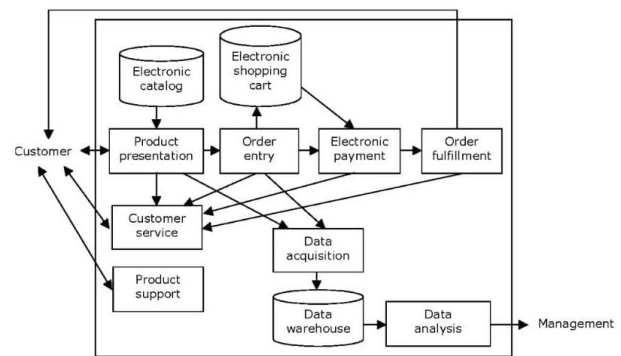 Electronic
catalog
Electronic
shopping
cart
Customer
Product
presentation
Order
entry
Electronic
payment
Order
fulfillment
Customer
service
Data
acquisition
Product
support
Data
warehouse
Data
analysis
Management